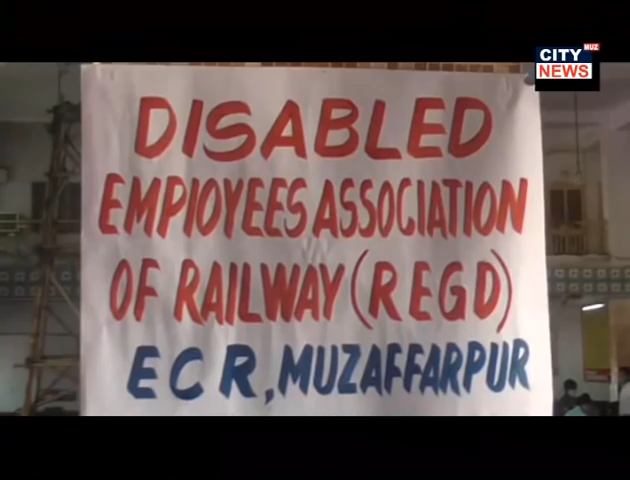 CITY MUZ
NEWS
DISABLED
EMPIOYEES ASSOCIATION
OF RAILWAY (REGD)
ECR, MUZAFFARPUR